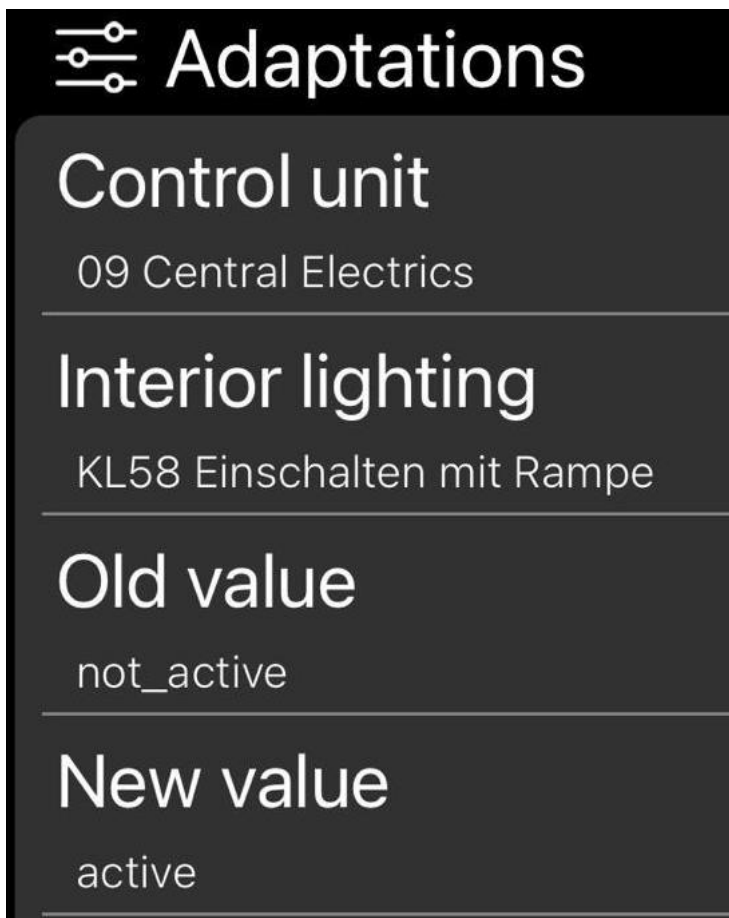 Adaptations
Control unit
09 Central Electrics
Interior lighting
KL58 Einschalten mit Rampe
Old value
not_active
New value
active